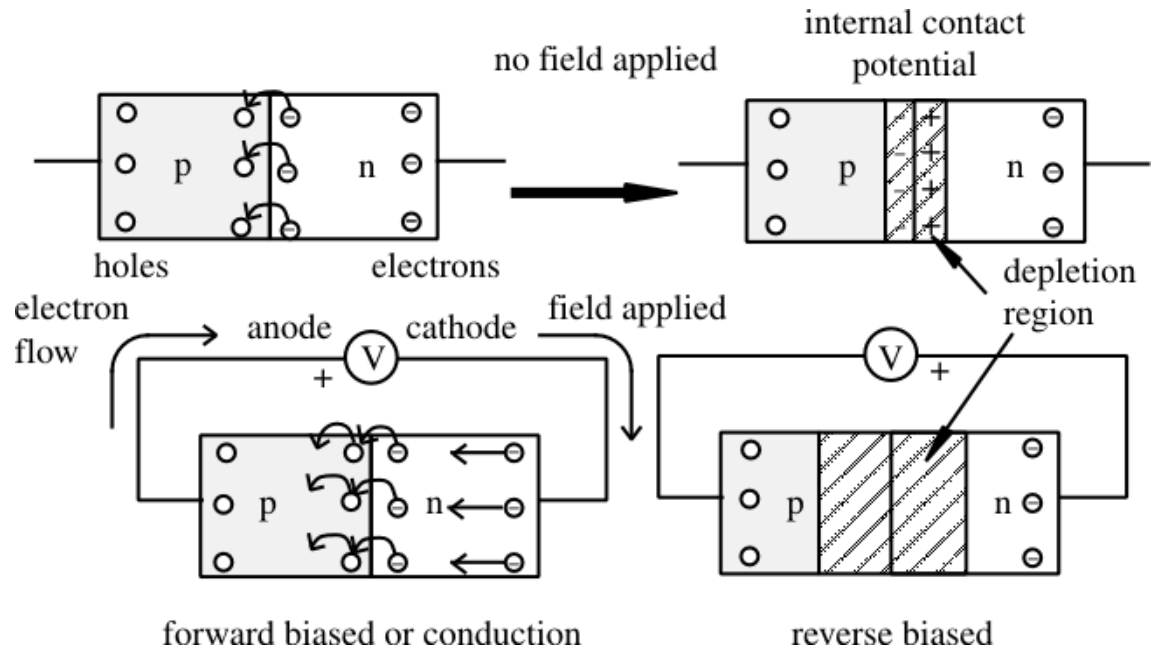 no field applied
internal contact
potential
p
n
p
n
holes
electrons
depletion
region
electron
flow
anode
cathode
field applied
V
+
V
+
p
n
p
n
forward biased or conduction
reverse biased